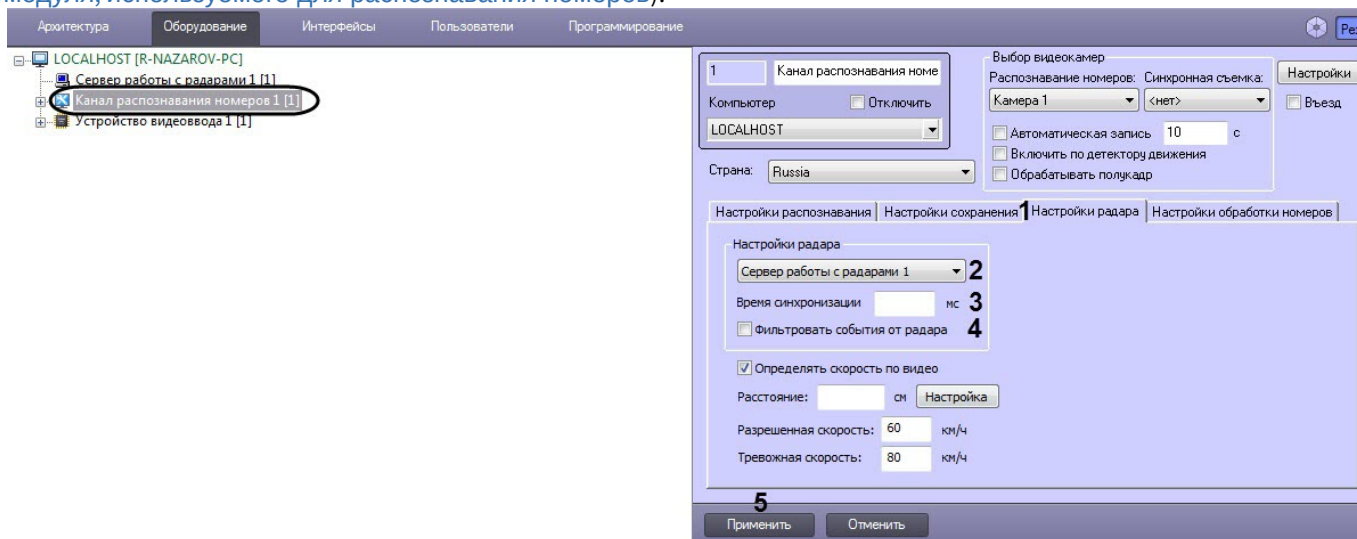 модуля, используемого для распознавания номеров).
Архитектура Оборудование Интерфейсы Пользователи Программирование
LOCALHOST [R-NAZAROV-PC]
Сервер работы с радарами 1 [1]
Канал распознавания номеров 1 [1]
Устройство видеоввода 1 [1]
1 Канал распознавания номе
Компьютер Отключить
LOCALHOST
Страна: Russia
Выбор видеокамер
Распознавание номеров: Синхронная съемка:
Камера 1 <нет>
Автоматическая запись 10 с
Включить по детектору движения
Обрабатывать полукадр
Настройки
Въезд
Настройки распознавания Настройки сохранения 1 Настройки радара Настройки обработки номеров
Настройки радара
Сервер работы с радарами 1 2
Время синхронизации мс 3
Фильтровать события от радара 4
Определять скорость по видео
Расстояние: см Настройка
Разрешенная скорость: 60 км/ч
Тревожная скорость: 80 км/ч
5
Применить Отменить